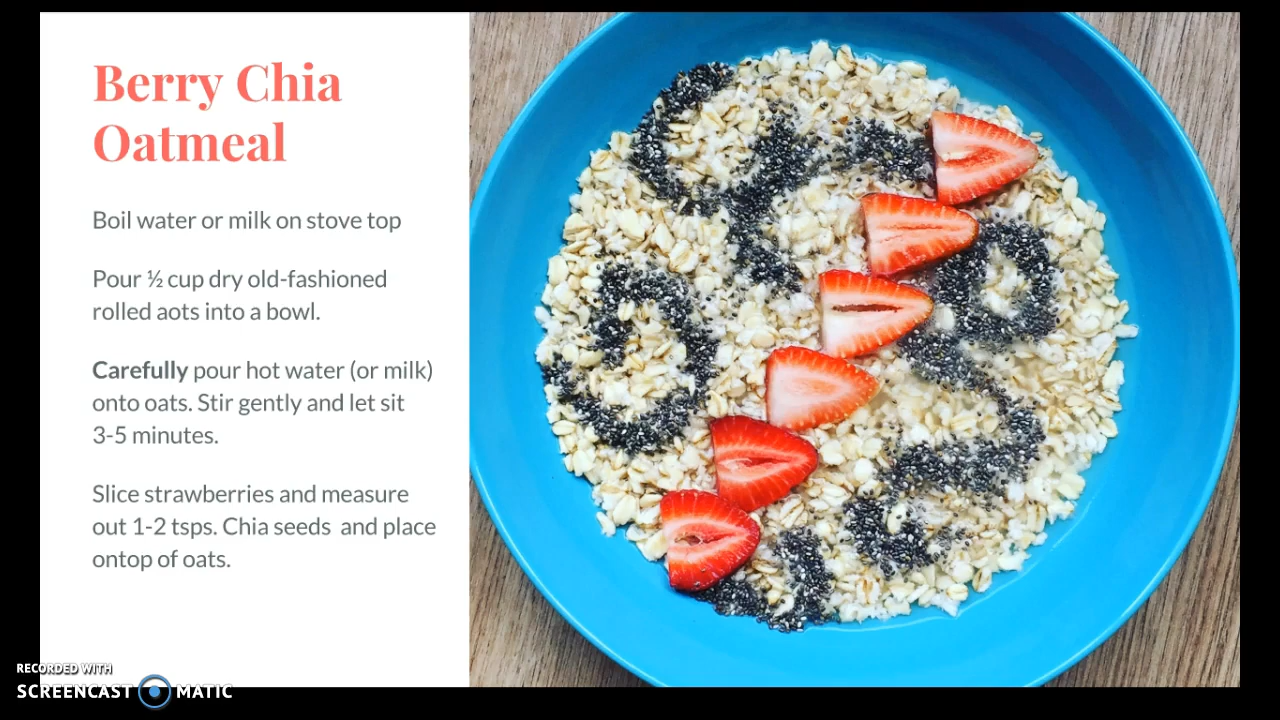 Berry Chia
Oatmeal
Boil water or milk on stove top
Pour ½ cup dry old-fashioned
rolled aots into a bowl.
Carefully pour hot water (or milk)
onto oats. Stir gently and let sit
3-5 minutes.
Slice strawberries and measure
out 1-2 tsps. Chia seeds  and place
ontop of oats.
RECORDED WITH
SCREENCAST MATIC